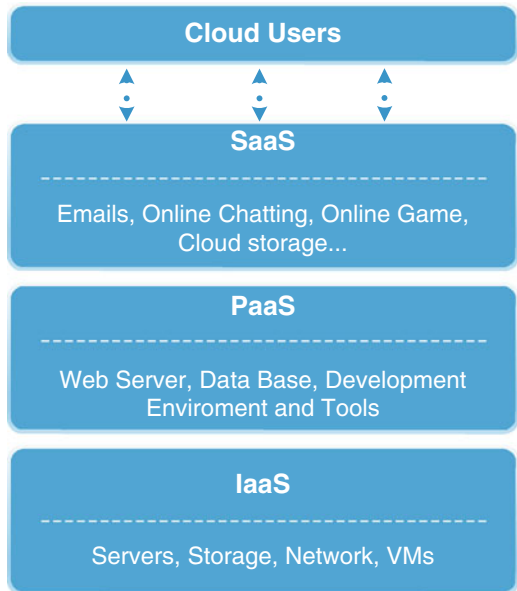 Cloud Users
SaaS
Emails, Online Chatting, Online Game,
Cloud storage...
PaaS
Web Server, Data Base, Development
Enviroment and Tools
IaaS
Servers, Storage, Network, VMs